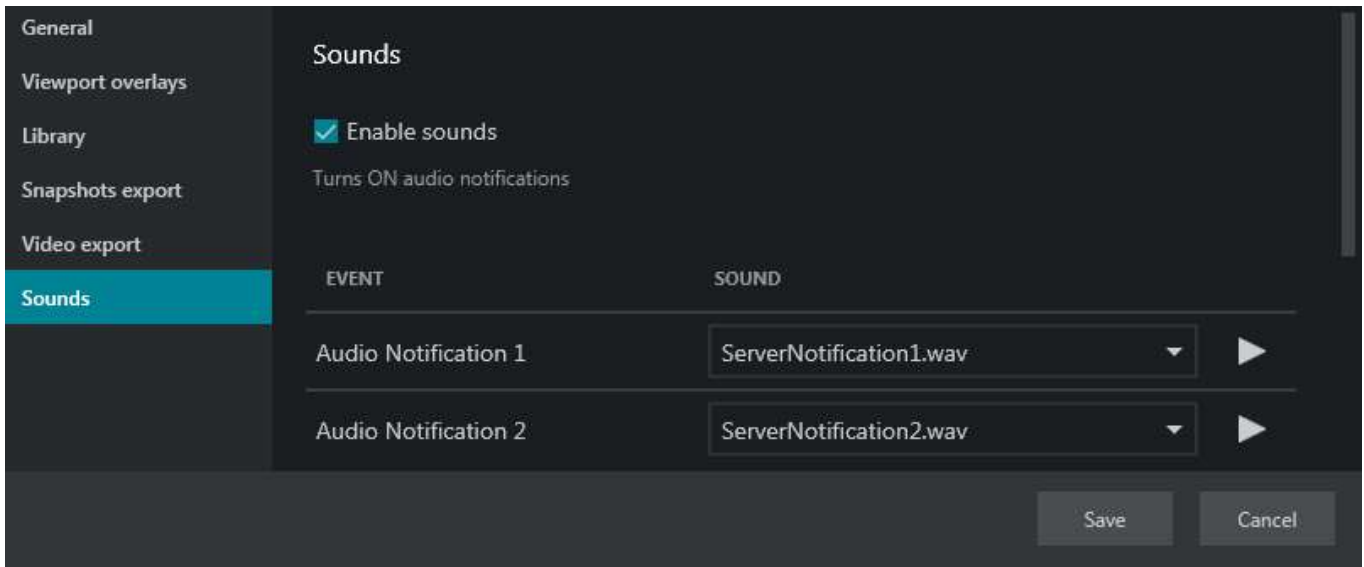 General
Viewport overlays
Library
Snapshots export
Video export
Sounds
Sounds
Enable sounds
Turns ON audio notifications
EVENT SOUND
Audio Notification 1 ServerNotification1.wav
Audio Notification 2 ServerNotification2.wav
Save Cancel